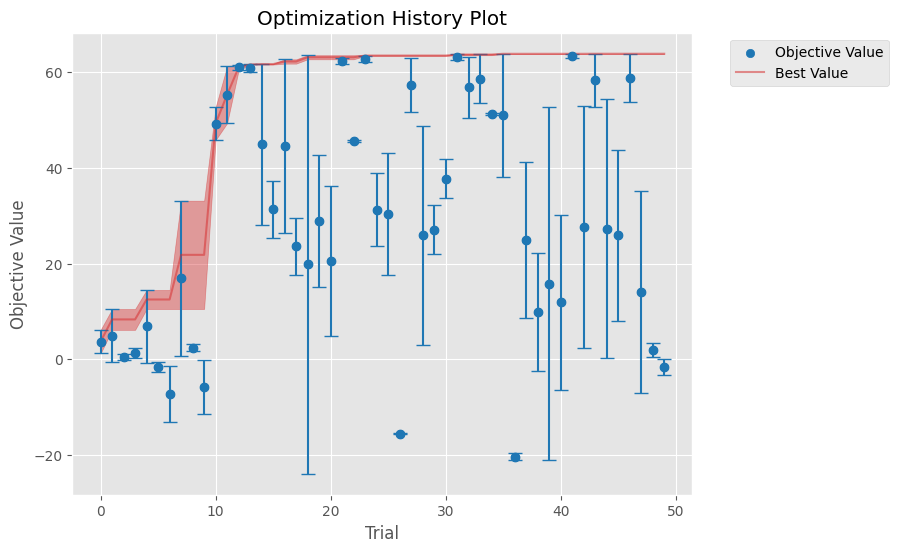 Optimization History Plot
Objective Value
Best Value
Objective Value
60
40
20
0
−20
0 10 20 30 40 50
Trial